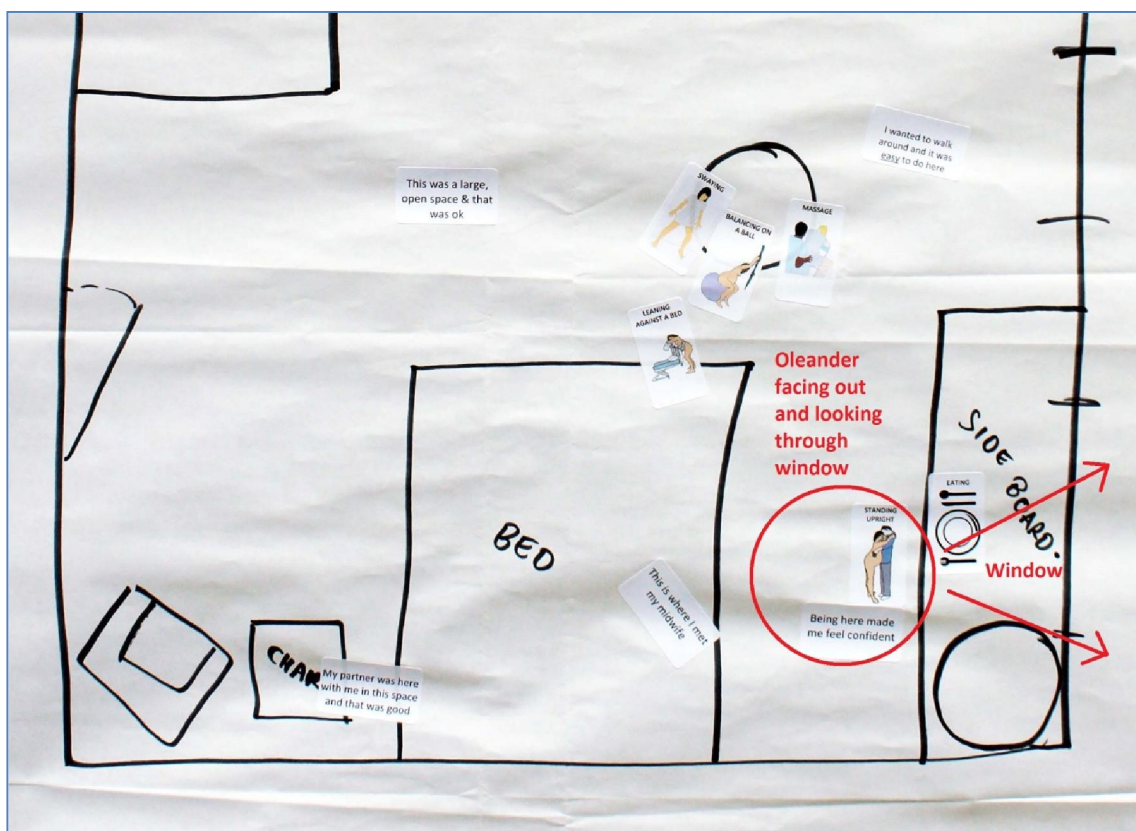 I wanted to walk
around and it was
easy to do here
This was a large,
open space & that
was ok
SWAYING
BALANCING ON
A BALL
MASSAGE
LEANING
AGAINST A BED
Oleander
facing out
and looking
through
window
SIDE BOARD.
EATING
STANDING
UPRIGHT
Window
BED
This is where I met
my midwife
Being here made
me feel confident
CHAIR
My partner was here
with me in this space
and that was good